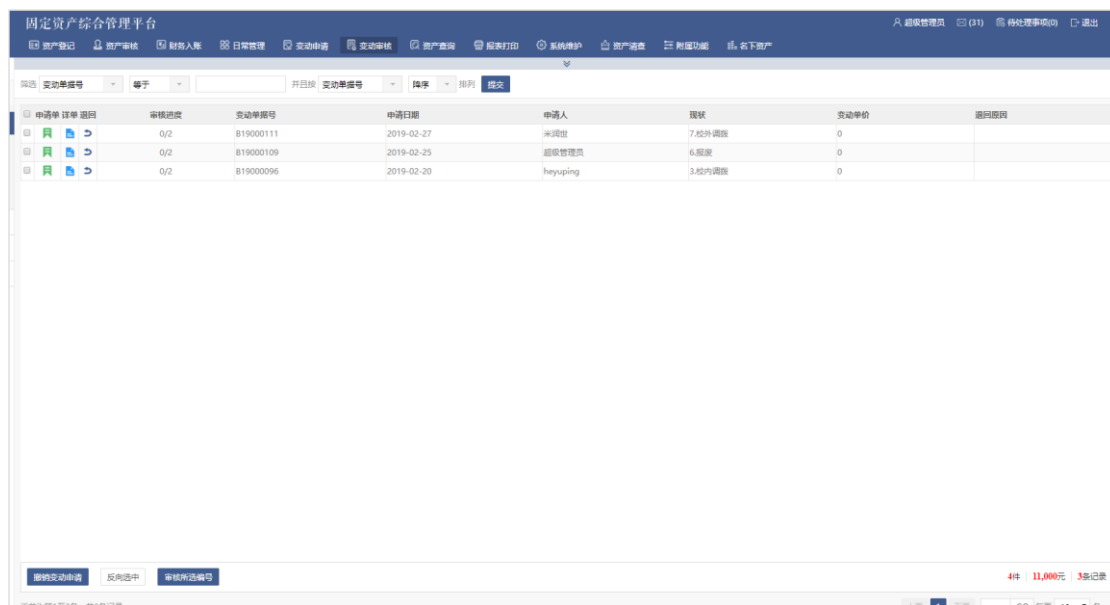 固定资产综合管理平台
超级管理员 (31) 待处理事项(0) 退出
资产登记 资产审核 财务入账 日常管理 变动申请 变动审核 资产查询 报表打印 系统维护 资产清查 附属功能 名下资产
筛选 变动单据号 等于 并且按 变动单据号 降序 排列 提交
申请单 详单 退回 审核进度 变动单据号 申请日期 申请人 现状 变动单价 退回原因
0/2 B19000111 2019-02-27 米润世 7.校外调拨 0
0/2 B19000109 2019-02-25 超级管理员 6.报废 0
0/2 B19000096 2019-02-20 heyuping 3.校内调拨 0
撤销变动申请 反向选中 审核所选编号 4件 11,000元 3条记录